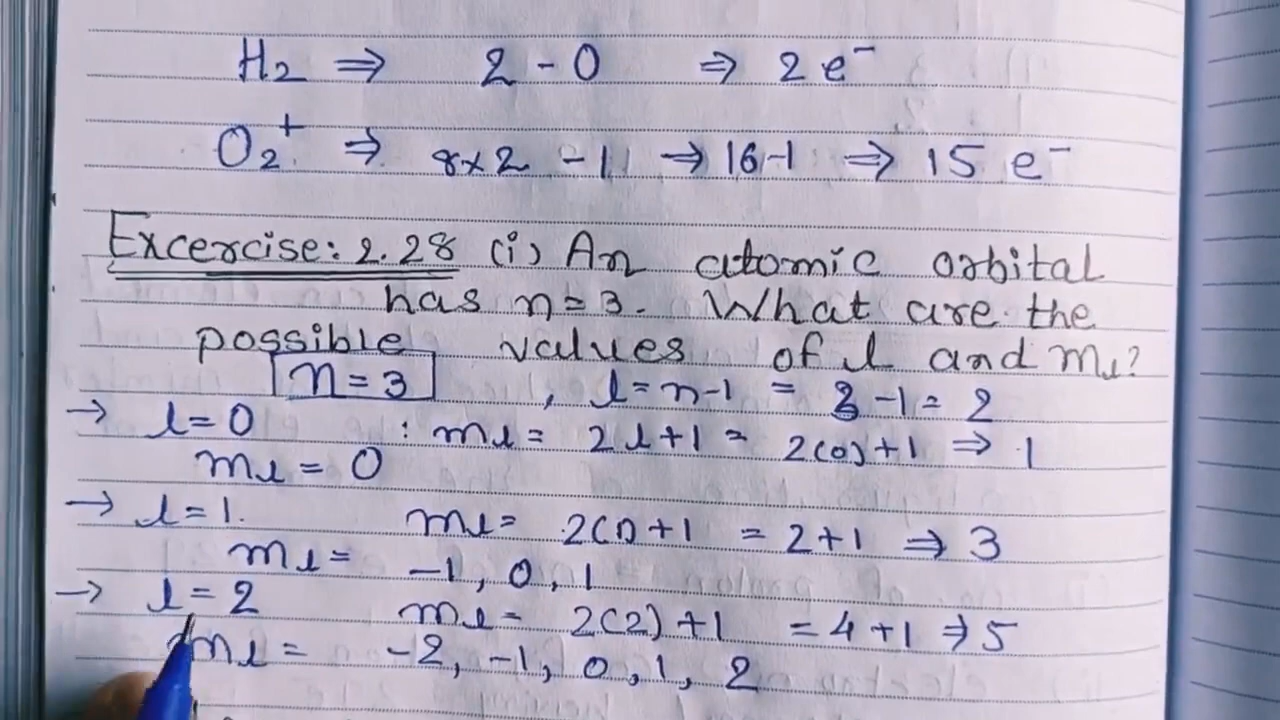 H2 ⇒ 2 - 0 ⇒ 2 e⁻
O2⁺ ⇒ 8×2 - 1 ⇒ 16-1 ⇒ 15 e⁻
Excercise: 2.28 (i) An atomic orbital
has n=3. What are the
possible values of l and ml?
n=3 , l = n-1 = 3-1 = 2
→ l=0 : ml = 2l+1 = 2(0)+1 ⇒ 1
ml = 0
→ l=1. ml = 2(1)+1 = 2+1 ⇒ 3
ml = -1, 0, 1
→ l=2 ml = 2(2)+1 = 4+1 ⇒ 5
ml = -2, -1, 0, 1, 2